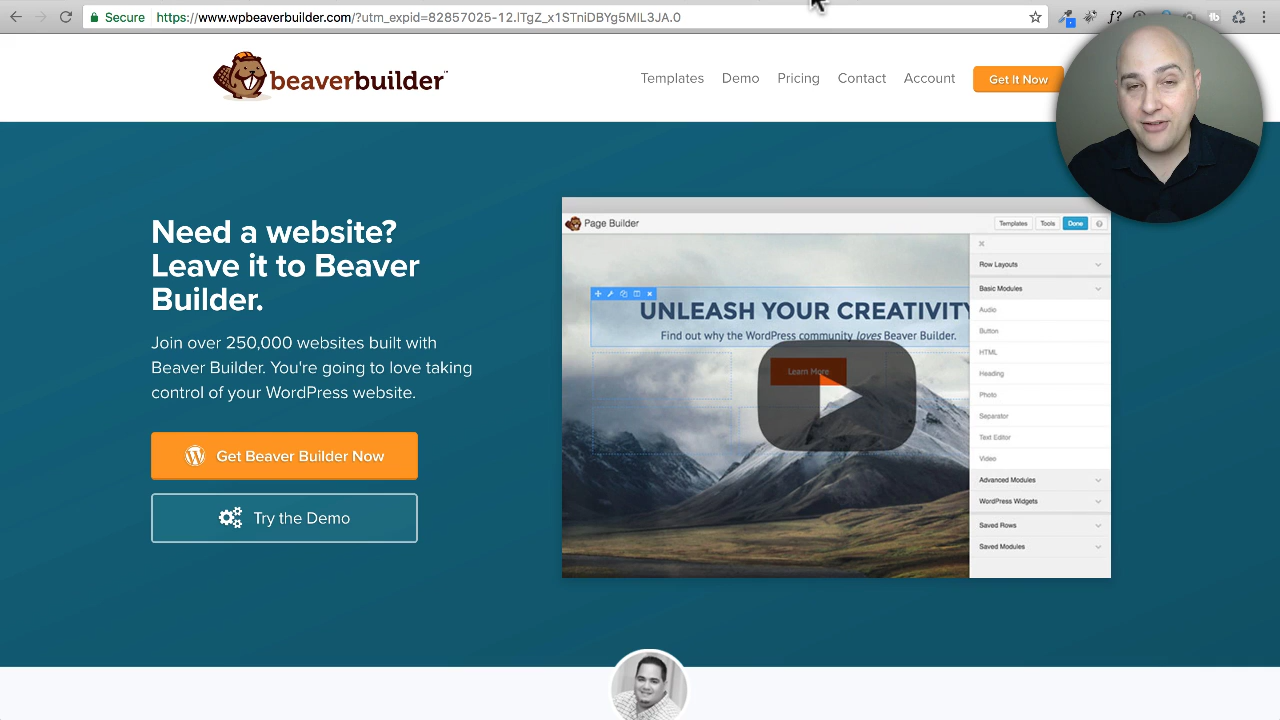 Secure https://www.wpbeaverbuilder.com/?utm_expid=82857025-12.lTgZ_x1STniDBYg5MlL3JA.0
f?
beaverbuilder
Templates Demo Pricing Contact Account Get It Now
Need a website?
Leave it to Beaver
Builder.
Join over 250,000 websites built with
Beaver Builder. You're going to love taking
control of your WordPress website.
Get Beaver Builder Now
Try the Demo
Page Builder Templates Tools Done ?
Row Layouts
Basic Modules
Audio
Button
HTML
Heading
Photo
Separator
Text Editor
Video
Advanced Modules
WordPress Widgets
Saved Rows
Saved Modules
UNLEASH YOUR CREATIVITY
Find out why the WordPress community loves Beaver Builder.
Learn More